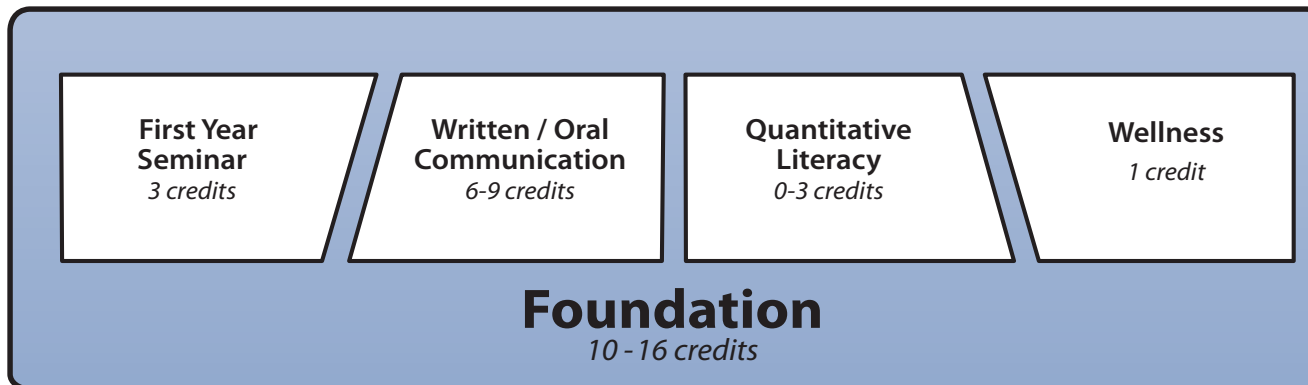 First Year
Seminar
3 credits
Written / Oral
Communication
6-9 credits
Quantitative
Literacy
0-3 credits
Wellness
1 credit
Foundation
10 - 16 credits